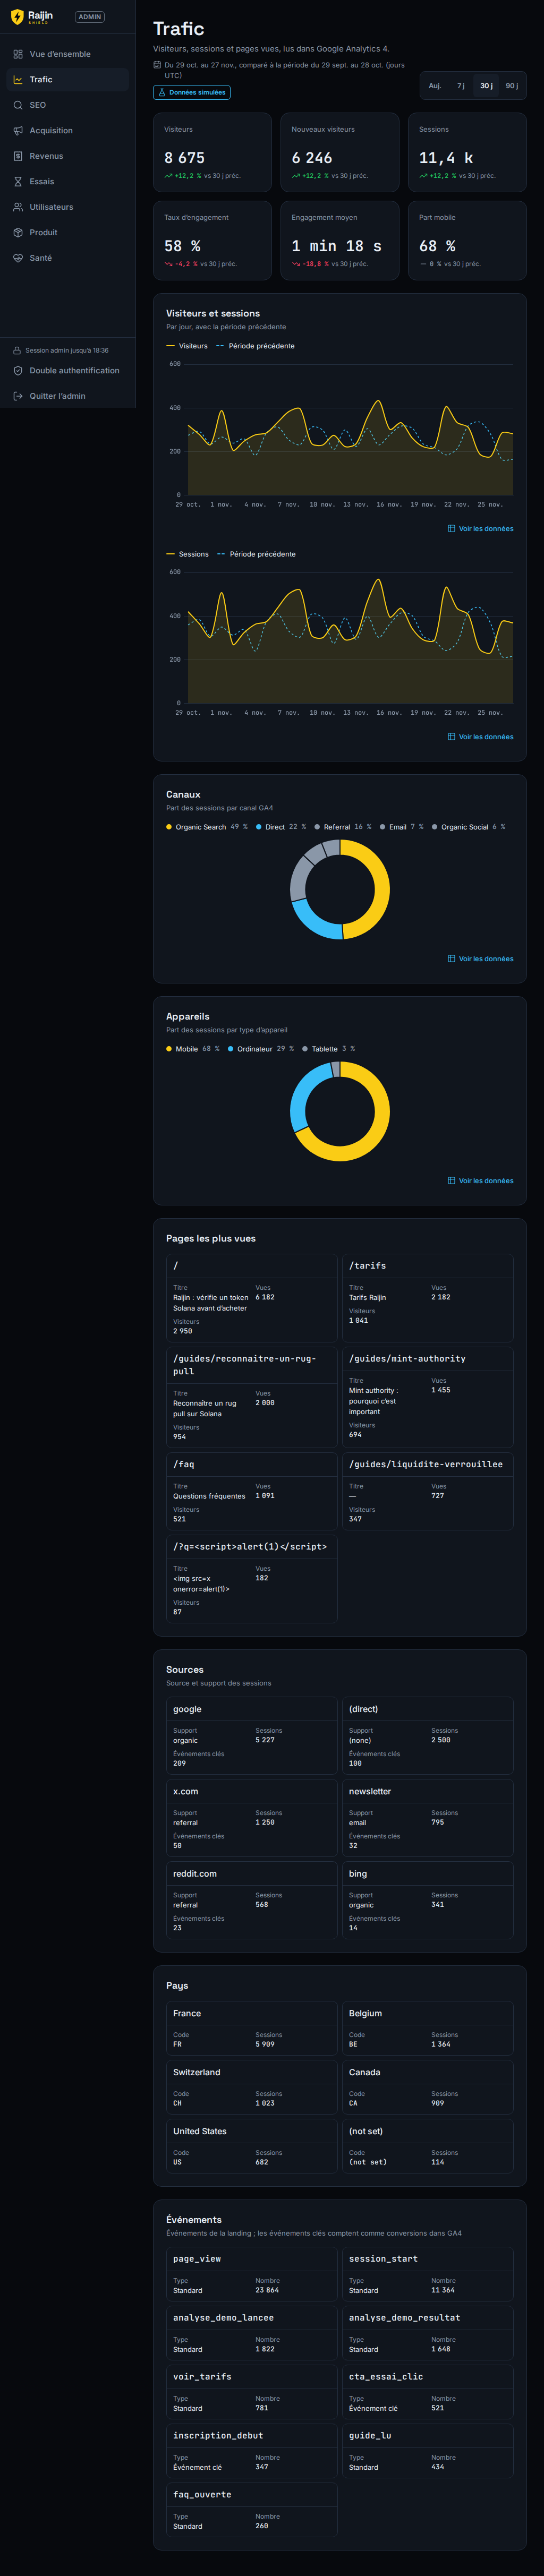 Raijin
SHIELD
ADMIN
Vue d'ensemble
Trafic
SEO
Acquisition
Revenus
Essais
Utilisateurs
Produit
Santé
Session admin jusqu'à 18:36
Double authentification
Quitter l'admin
Trafic
Visiteurs, sessions et pages vues, lus dans Google Analytics 4.
Du 29 oct. au 27 nov., comparé à la période du 29 sept. au 28 oct. (jours
UTC)
Données simulées
Auj. 7 j 30 j 90 j
Visiteurs
8 675
+12,2 % vs 30 j préc.
Nouveaux visiteurs
6 246
+12,2 % vs 30 j préc.
Sessions
11,4 k
+12,2 % vs 30 j préc.
Taux d'engagement
58 %
-4,2 % vs 30 j préc.
Engagement moyen
1 min 18 s
-18,8 % vs 30 j préc.
Part mobile
68 %
0 % vs 30 j préc.
Visiteurs et sessions
Par jour, avec la période précédente
Visiteurs Période précédente
600
400
200
0
29 oct. 1 nov. 4 nov. 7 nov. 10 nov. 13 nov. 16 nov. 19 nov. 22 nov. 25 nov.
Voir les données
Sessions Période précédente
600
400
200
0
29 oct. 1 nov. 4 nov. 7 nov. 10 nov. 13 nov. 16 nov. 19 nov. 22 nov. 25 nov.
Voir les données
Canaux
Part des sessions par canal GA4
Organic Search 49 % Direct 22 % Referral 16 % Email 7 % Organic Social 6 %
Voir les données
Appareils
Part des sessions par type d'appareil
Mobile 68 % Ordinateur 29 % Tablette 3 %
Voir les données
Pages les plus vues
/
Titre Vues
Raijin : vérifie un token 6 182
Solana avant d'acheter
Visiteurs
2 950
/tarifs
Titre Vues
Tarifs Raijin 2 182
Visiteurs
1 041
/guides/reconnaitre-un-rug-
pull
Titre Vues
Reconnaître un rug 2 000
pull sur Solana
Visiteurs
954
/guides/mint-authority
Titre Vues
Mint authority : 1 455
pourquoi c'est
important
Visiteurs
694
/faq
Titre Vues
Questions fréquentes 1 091
Visiteurs
521
/guides/liquidite-verrouillee
Titre Vues
— 727
Visiteurs
347
/?q=<script>alert(1)</script>
Titre Vues
<img src=x 182
onerror=alert(1)>
Visiteurs
87
Sources
Source et support des sessions
google
Support Sessions
organic 5 227
Événements clés
209
(direct)
Support Sessions
(none) 2 500
Événements clés
100
x.com
Support Sessions
referral 1 250
Événements clés
50
newsletter
Support Sessions
email 795
Événements clés
32
reddit.com
Support Sessions
referral 568
Événements clés
23
bing
Support Sessions
organic 341
Événements clés
14
Pays
France
Code Sessions
FR 5 909
Belgium
Code Sessions
BE 1 364
Switzerland
Code Sessions
CH 1 023
Canada
Code Sessions
CA 909
United States
Code Sessions
US 682
(not set)
Code Sessions
(not set) 114
Événements
Événements de la landing ; les événements clés comptent comme conversions dans GA4
page_view
Type Nombre
Standard 23 864
session_start
Type Nombre
Standard 11 364
analyse_demo_lancee
Type Nombre
Standard 1 822
analyse_demo_resultat
Type Nombre
Standard 1 648
voir_tarifs
Type Nombre
Standard 781
cta_essai_clic
Type Nombre
Événement clé 521
inscription_debut
Type Nombre
Événement clé 347
guide_lu
Type Nombre
Standard 434
faq_ouverte
Type Nombre
Standard 260